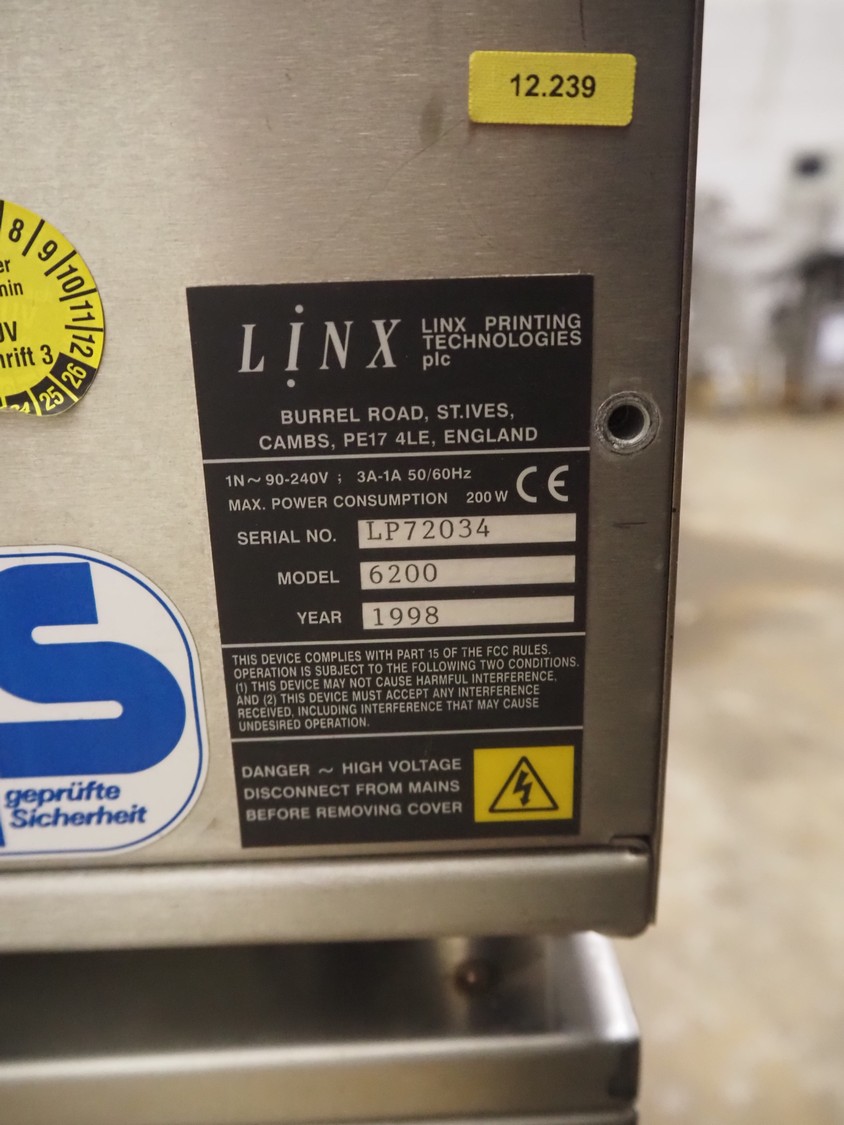 12.239
8 9 10 11 12
er
min
rift 3
25 26
LINX
LINX PRINTING
TECHNOLOGIES
plc
BURREL ROAD, ST.IVES,
CAMBS, PE17 4LE, ENGLAND
1N~ 90-240V ; 3A-1A 50/60Hz
MAX. POWER CONSUMPTION 200 W
CE
SERIAL NO. LP72034
MODEL 6200
YEAR 1998
THIS DEVICE COMPLIES WITH PART 15 OF THE FCC RULES.
OPERATION IS SUBJECT TO THE FOLLOWING TWO CONDITIONS.
(1) THIS DEVICE MAY NOT CAUSE HARMFUL INTERFERENCE,
AND (2) THIS DEVICE MUST ACCEPT ANY INTERFERENCE
RECEIVED, INCLUDING INTERFERENCE THAT MAY CAUSE
UNDESIRED OPERATION.
DANGER ~ HIGH VOLTAGE
DISCONNECT FROM MAINS
BEFORE REMOVING COVER
S
geprüfte
Sicherheit